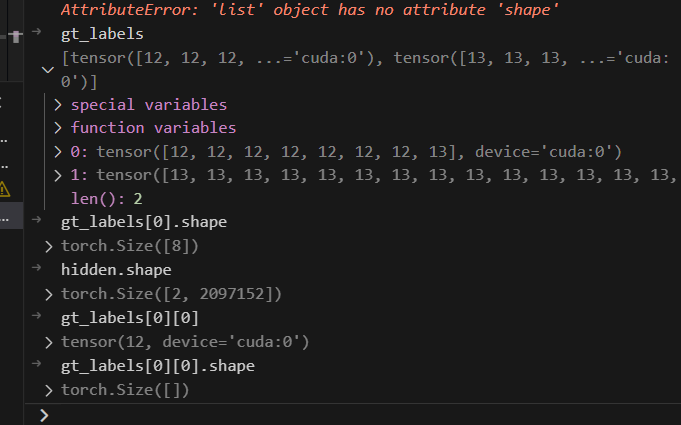 AttributeError: 'list' object has no attribute 'shape'
gt_labels
[tensor([12, 12, 12, ...='cuda:0'), tensor([13, 13, 13, ...='cuda:
0')]
special variables
function variables
0: tensor([12, 12, 12, 12, 12, 12, 12, 13], device='cuda:0')
1: tensor([13, 13, 13, 13, 13, 13, 13, 13, 13, 13, 13, 13, 13, 13,
len(): 2
gt_labels[0].shape
torch.Size([8])
hidden.shape
torch.Size([2, 2097152])
gt_labels[0][0]
tensor(12, device='cuda:0')
gt_labels[0][0].shape
torch.Size([])